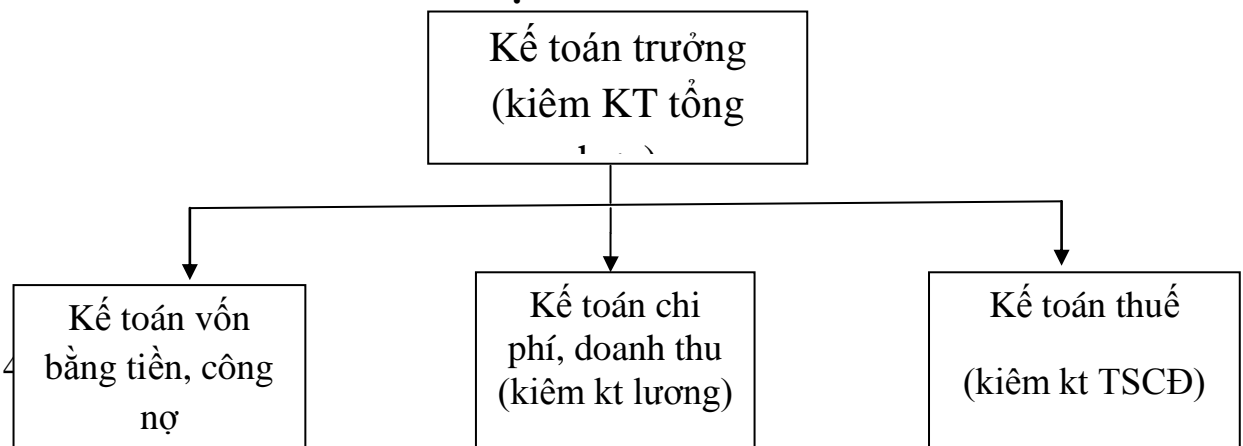 Kế toán trưởng
(kiêm KT tổng
Kế toán vốn
bằng tiền, công
nợ
Kế toán chi
phí, doanh thu
(kiêm kt lương)
Kế toán thuế
(kiêm kt TSCĐ)
4